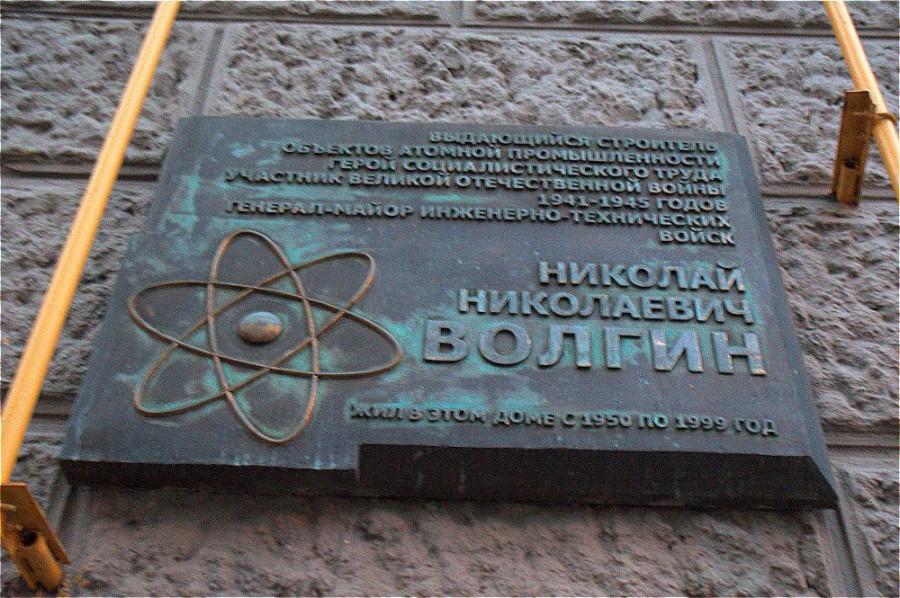 ВЫДАЮЩИЙСЯ СТРОИТЕЛЬ
ОБЪЕКТОВ АТОМНОЙ ПРОМЫШЛЕННОСТИ
ГЕРОЙ СОЦИАЛИСТИЧЕСКОГО ТРУДА
УЧАСТНИК ВЕЛИКОЙ ОТЕЧЕСТВЕННОЙ ВОЙНЫ
1941-1945 ГОДОВ
ГЕНЕРАЛ-МАЙОР ИНЖЕНЕРНО-ТЕХНИЧЕСКИХ
ВОЙСК
НИКОЛАЙ
НИКОЛАЕВИЧ
ВОЛГИН
ЖИЛ В ЭТОМ ДОМЕ С 1950 ПО 1999 ГОД